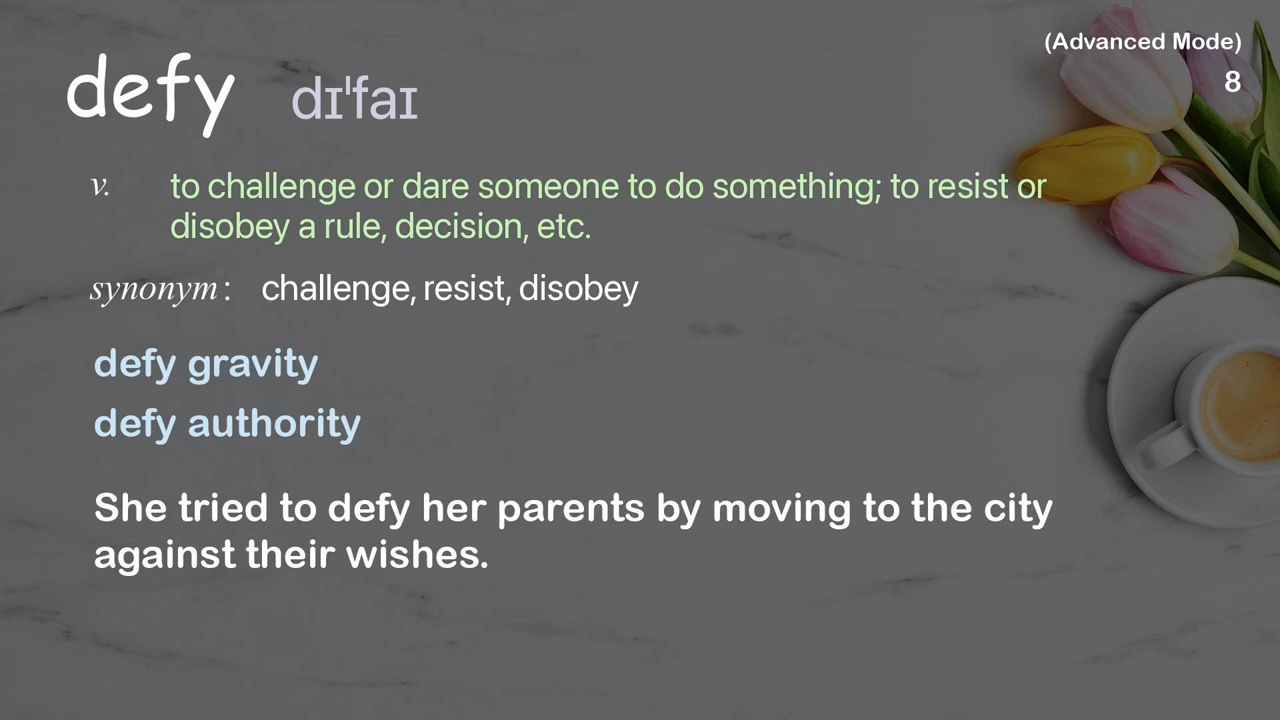 (Advanced Mode)
8
defy dɪˈfaɪ
v. to challenge or dare someone to do something; to resist or
disobey a rule, decision, etc.
synonym: challenge, resist, disobey
defy gravity
defy authority
She tried to defy her parents by moving to the city
against their wishes.